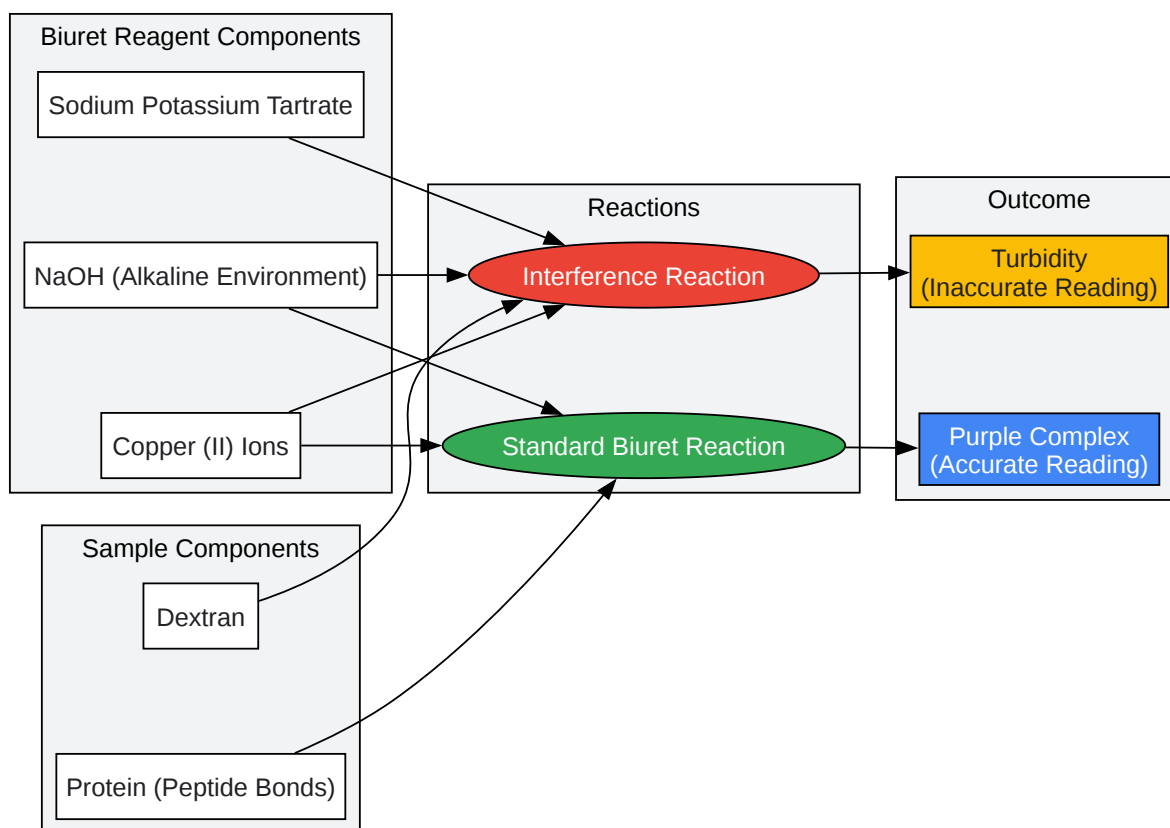 Biuret Reagent Components
Sodium Potassium Tartrate
NaOH (Alkaline Environment)
Copper (II) Ions
Sample Components
Dextran
Protein (Peptide Bonds)
Reactions
Interference Reaction
Standard Biuret Reaction
Outcome
Turbidity
(Inaccurate Reading)
Purple Complex
(Accurate Reading)